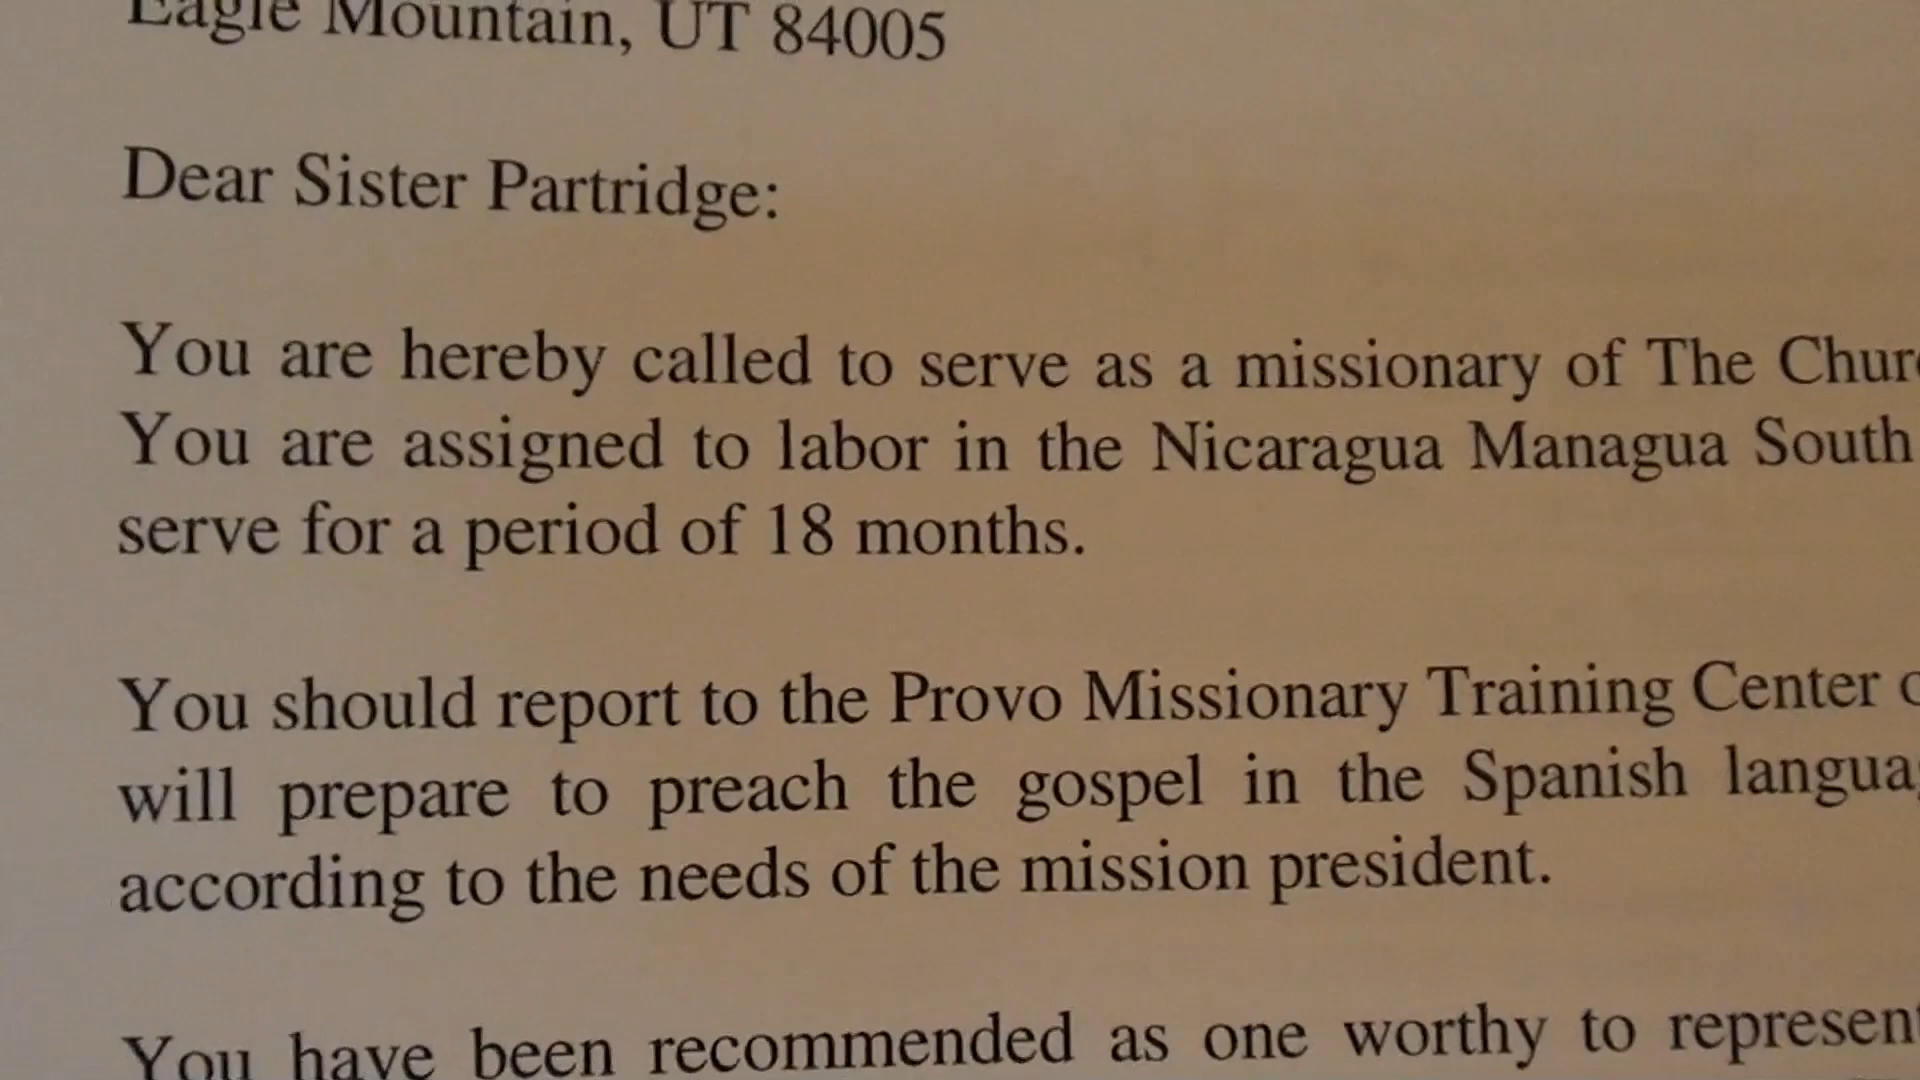 Eagle Mountain, UT 84005
Dear Sister Partridge:
You are hereby called to serve as a missionary of The
You are assigned to labor in the Nicaragua Managua South
serve for a period of 18 months.
You should report to the Provo Missionary Training Center
will prepare to preach the gospel in the Spanish
according to the needs of the mission president.
You have been recommended as one worthy to